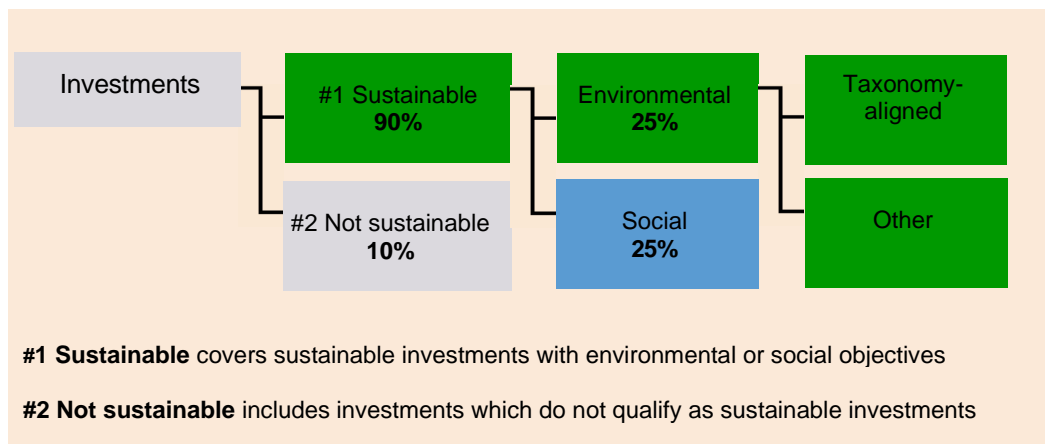 Investments
#1 Sustainable
90%
Environmental
25%
Taxonomy-
aligned
#2 Not sustainable
10%
Social
25%
Other
#1 Sustainable covers sustainable investments with environmental or social objectives
#2 Not sustainable includes investments which do not qualify as sustainable investments